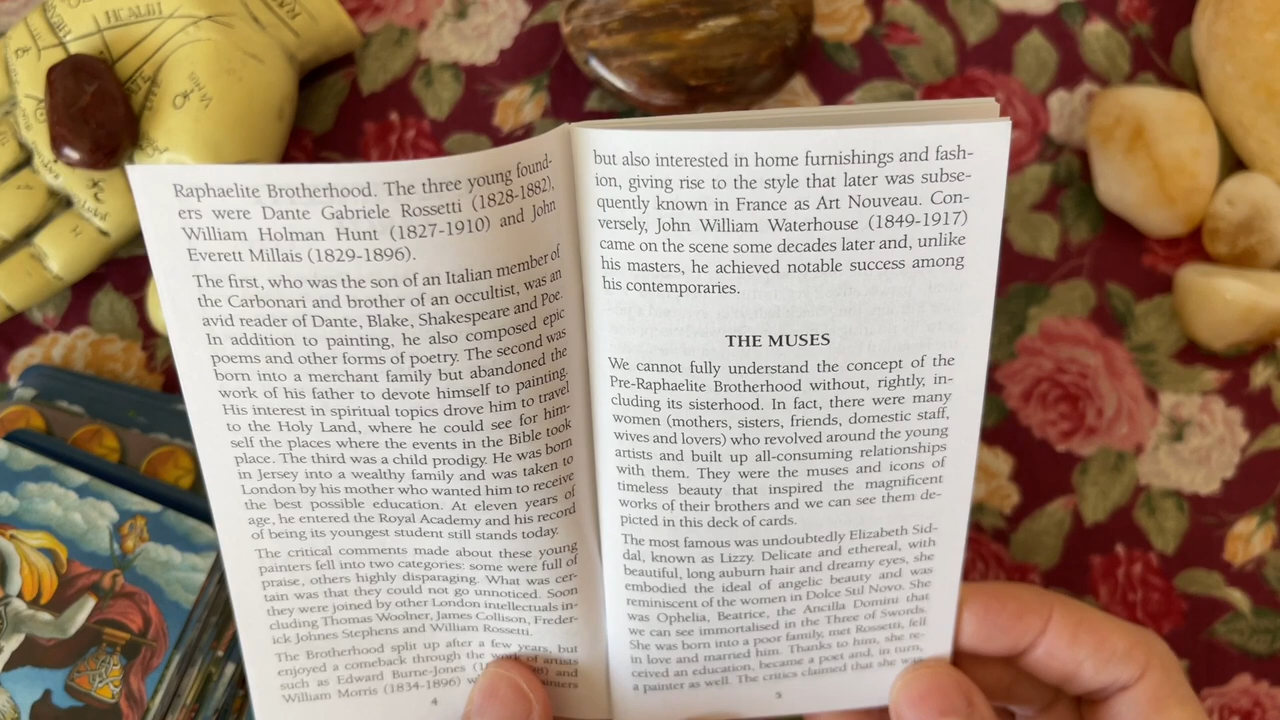 HEALD!
Raphaelite Brotherhood. The three young found-
ers were Dante Gabriele Rossetti (1828-1882),
William Holman Hunt (1827-1910) and John
Everett Millais (1829-1896).
The first, who was the son of an Italian member of
the Carbonari and brother of an occultist, was an
avid reader of Dante, Blake, Shakespeare and Poe.
In addition to painting, he also composed epic
poems and other forms of poetry. The second was
born into a merchant family but abandoned the
work of his father to devote himself to painting.
His interest in spiritual topics drove him to travel
to the Holy Land, where he could see for him-
self the places where the events in the Bible took
place. The third was a child prodigy. He was born
in Jersey into a wealthy family and was taken to
London by his mother who wanted him to receive
the best possible education. At eleven years of
age, he entered the Royal Academy and his record
of being its youngest student still stands today.
The critical comments made about these young
painters fell into two categories: some were full of
praise, others highly disparaging. What was cer-
tain was that they could not go unnoticed. Soon
they were joined by other London intellectuals in-
cluding Thomas Woolner, James Collison, Freder-
ick Johnes Stephens and William Rossetti.
The Brotherhood split up after a few years, but
enjoyed a comeback through the work of artists
such as Edward Burne-Jones and
William Morris (1834-1896)
4
but also interested in home furnishings and fash-
ion, giving rise to the style that later was subse-
quently known in France as Art Nouveau. Con-
versely, John William Waterhouse (1849-1917)
came on the scene some decades later and, unlike
his masters, he achieved notable success among
his contemporaries.
THE MUSES
We cannot fully understand the concept of the
Pre-Raphaelite Brotherhood without, rightly, in-
cluding its sisterhood. In fact, there were many
women (mothers, sisters, friends, domestic staff,
wives and lovers) who revolved around the young
artists and built up all-consuming relationships
with them. They were the muses and icons of
timeless beauty that inspired the magnificent
works of their brothers and we can see them de-
picted in this deck of cards.
The most famous was undoubtedly Elizabeth Sid-
dal, known as Lizzy. Delicate and ethereal, with
beautiful, long auburn hair and dreamy eyes, she
embodied the ideal of angelic beauty and was
reminiscent of the women in Dolce Stil Novo. She
was Ophelia, Beatrice, the Ancilla Domini that
we can see immortalised in the Three of Swords.
She was born into a poor family, met Rossetti, fell
in love and married him. Thanks to him, she re-
ceived an education, became a poet and, in turn,
a painter as well. The critics claimed that she was
5